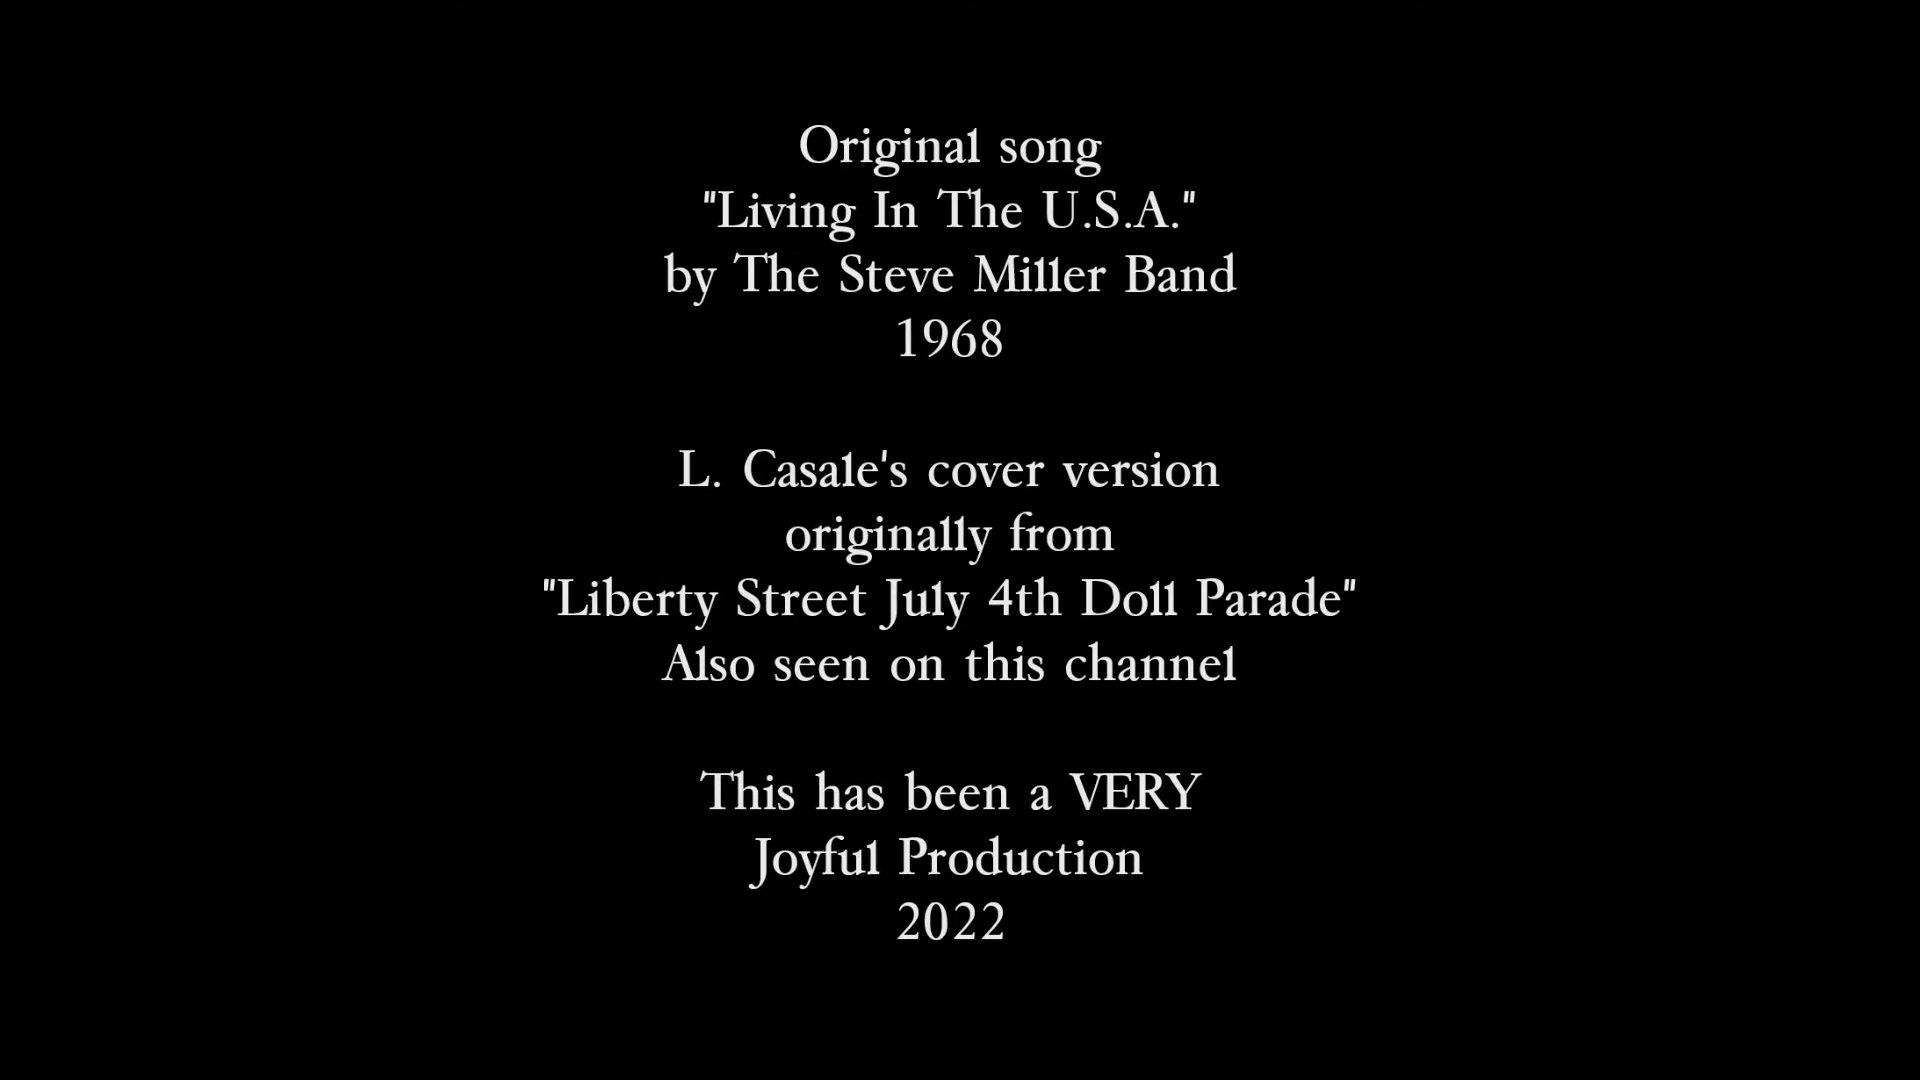 Original song
"Living In The U.S.A."
by The Steve Miller Band
1968
L. Casale's cover version
originally from
"Liberty Street July 4th Doll Parade"
Also seen on this channel
This has been a VERY
Joyful Production
2022